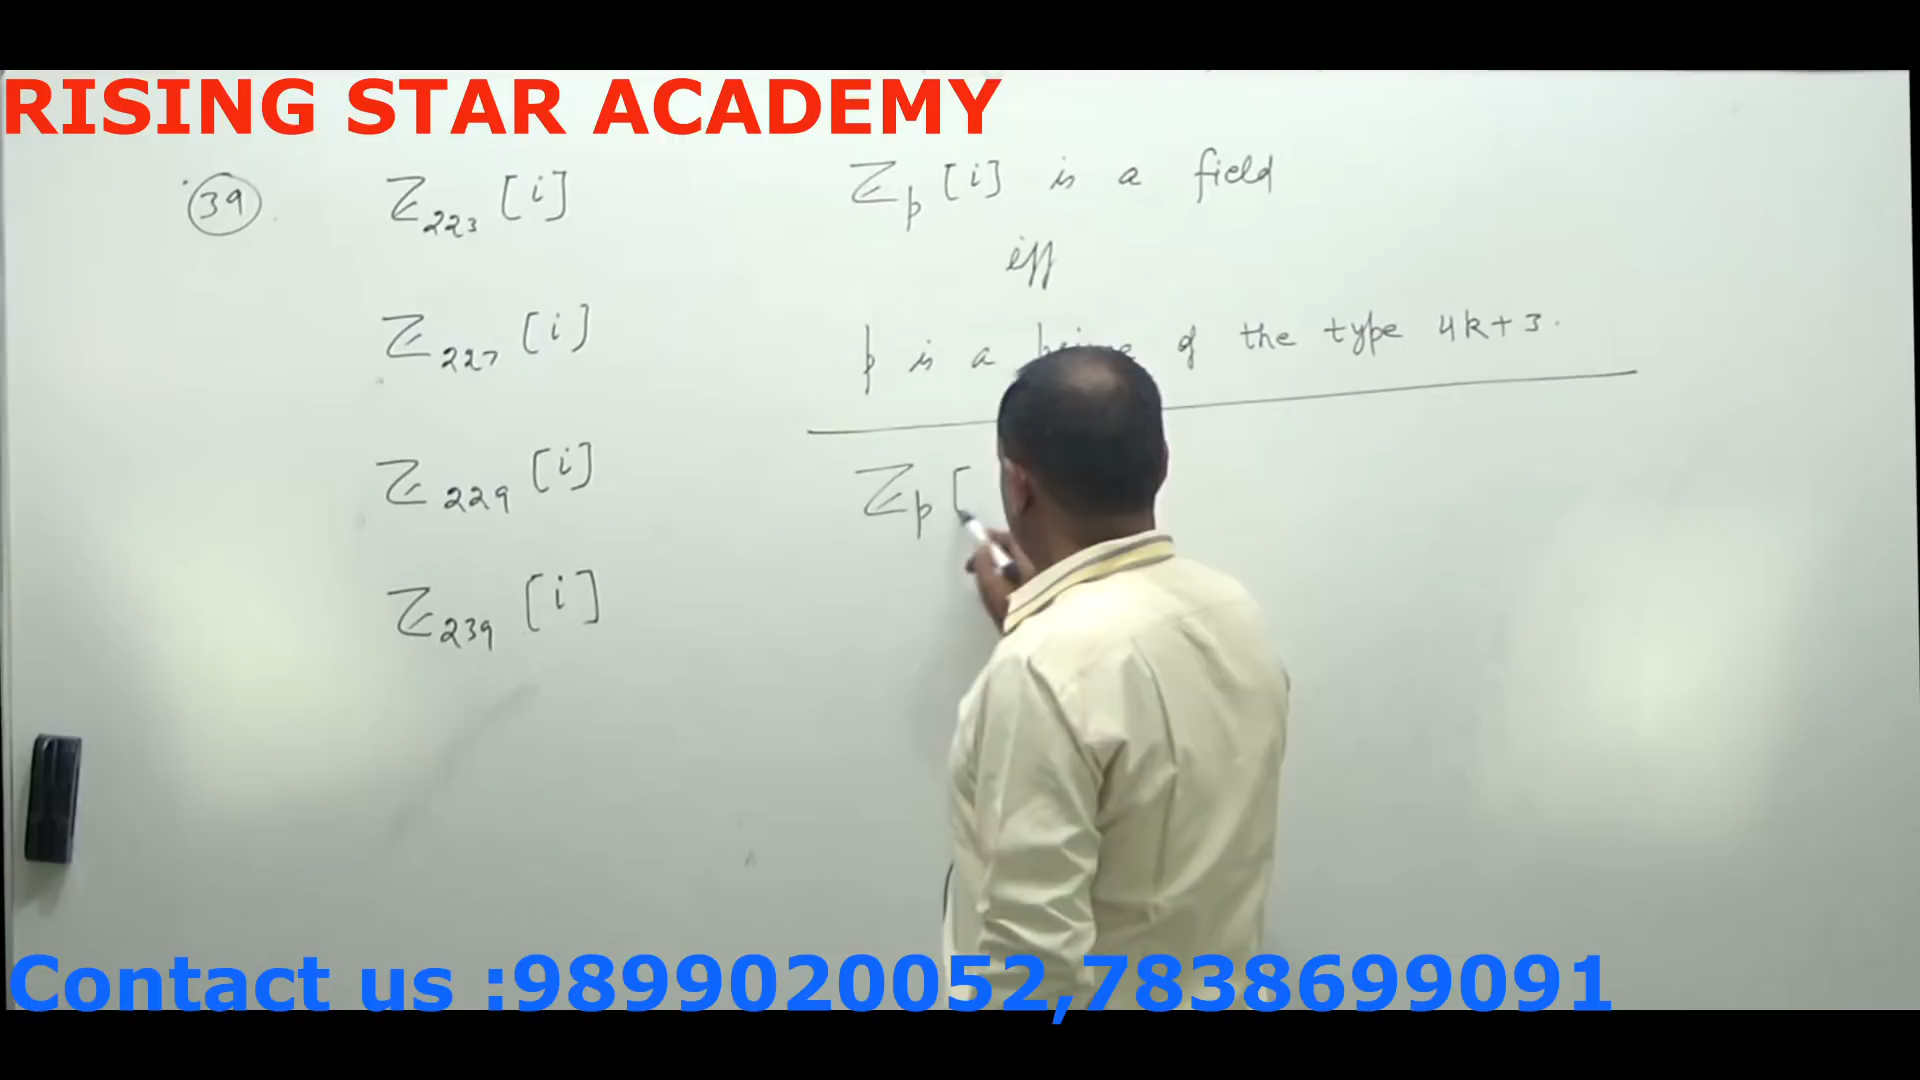 RISING STAR ACADEMY
39
Z223 [i]
Z227 [i]
Z229 [i]
Z239 [i]
Zp [i] is a field
iff
p is a of the type 4k+3.
Zp [
Contact us :9899020052,7838699091